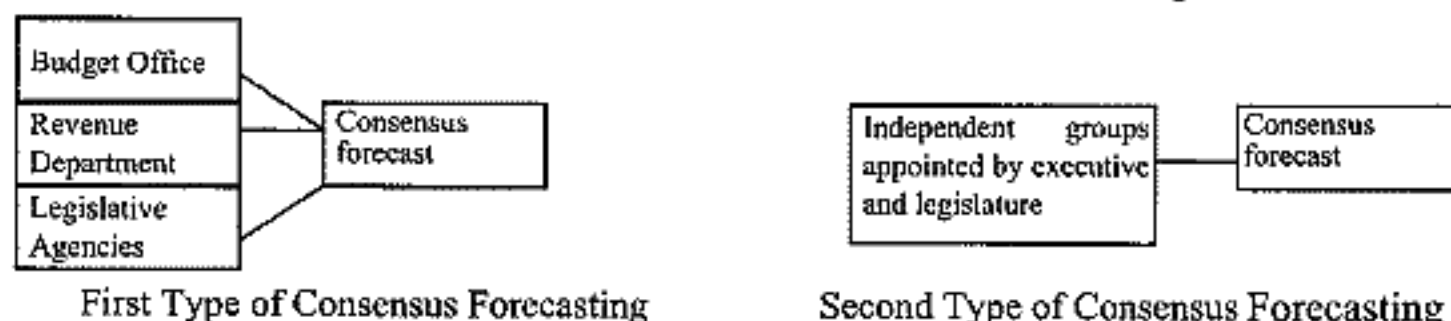 Budget Office
Revenue
Department
Legislative
Agencies
Consensus
forecast
First Type of Consensus Forecasting
Independent groups
appointed by executive
and legislature
Consensus
forecast
Second Type of Consensus Forecasting